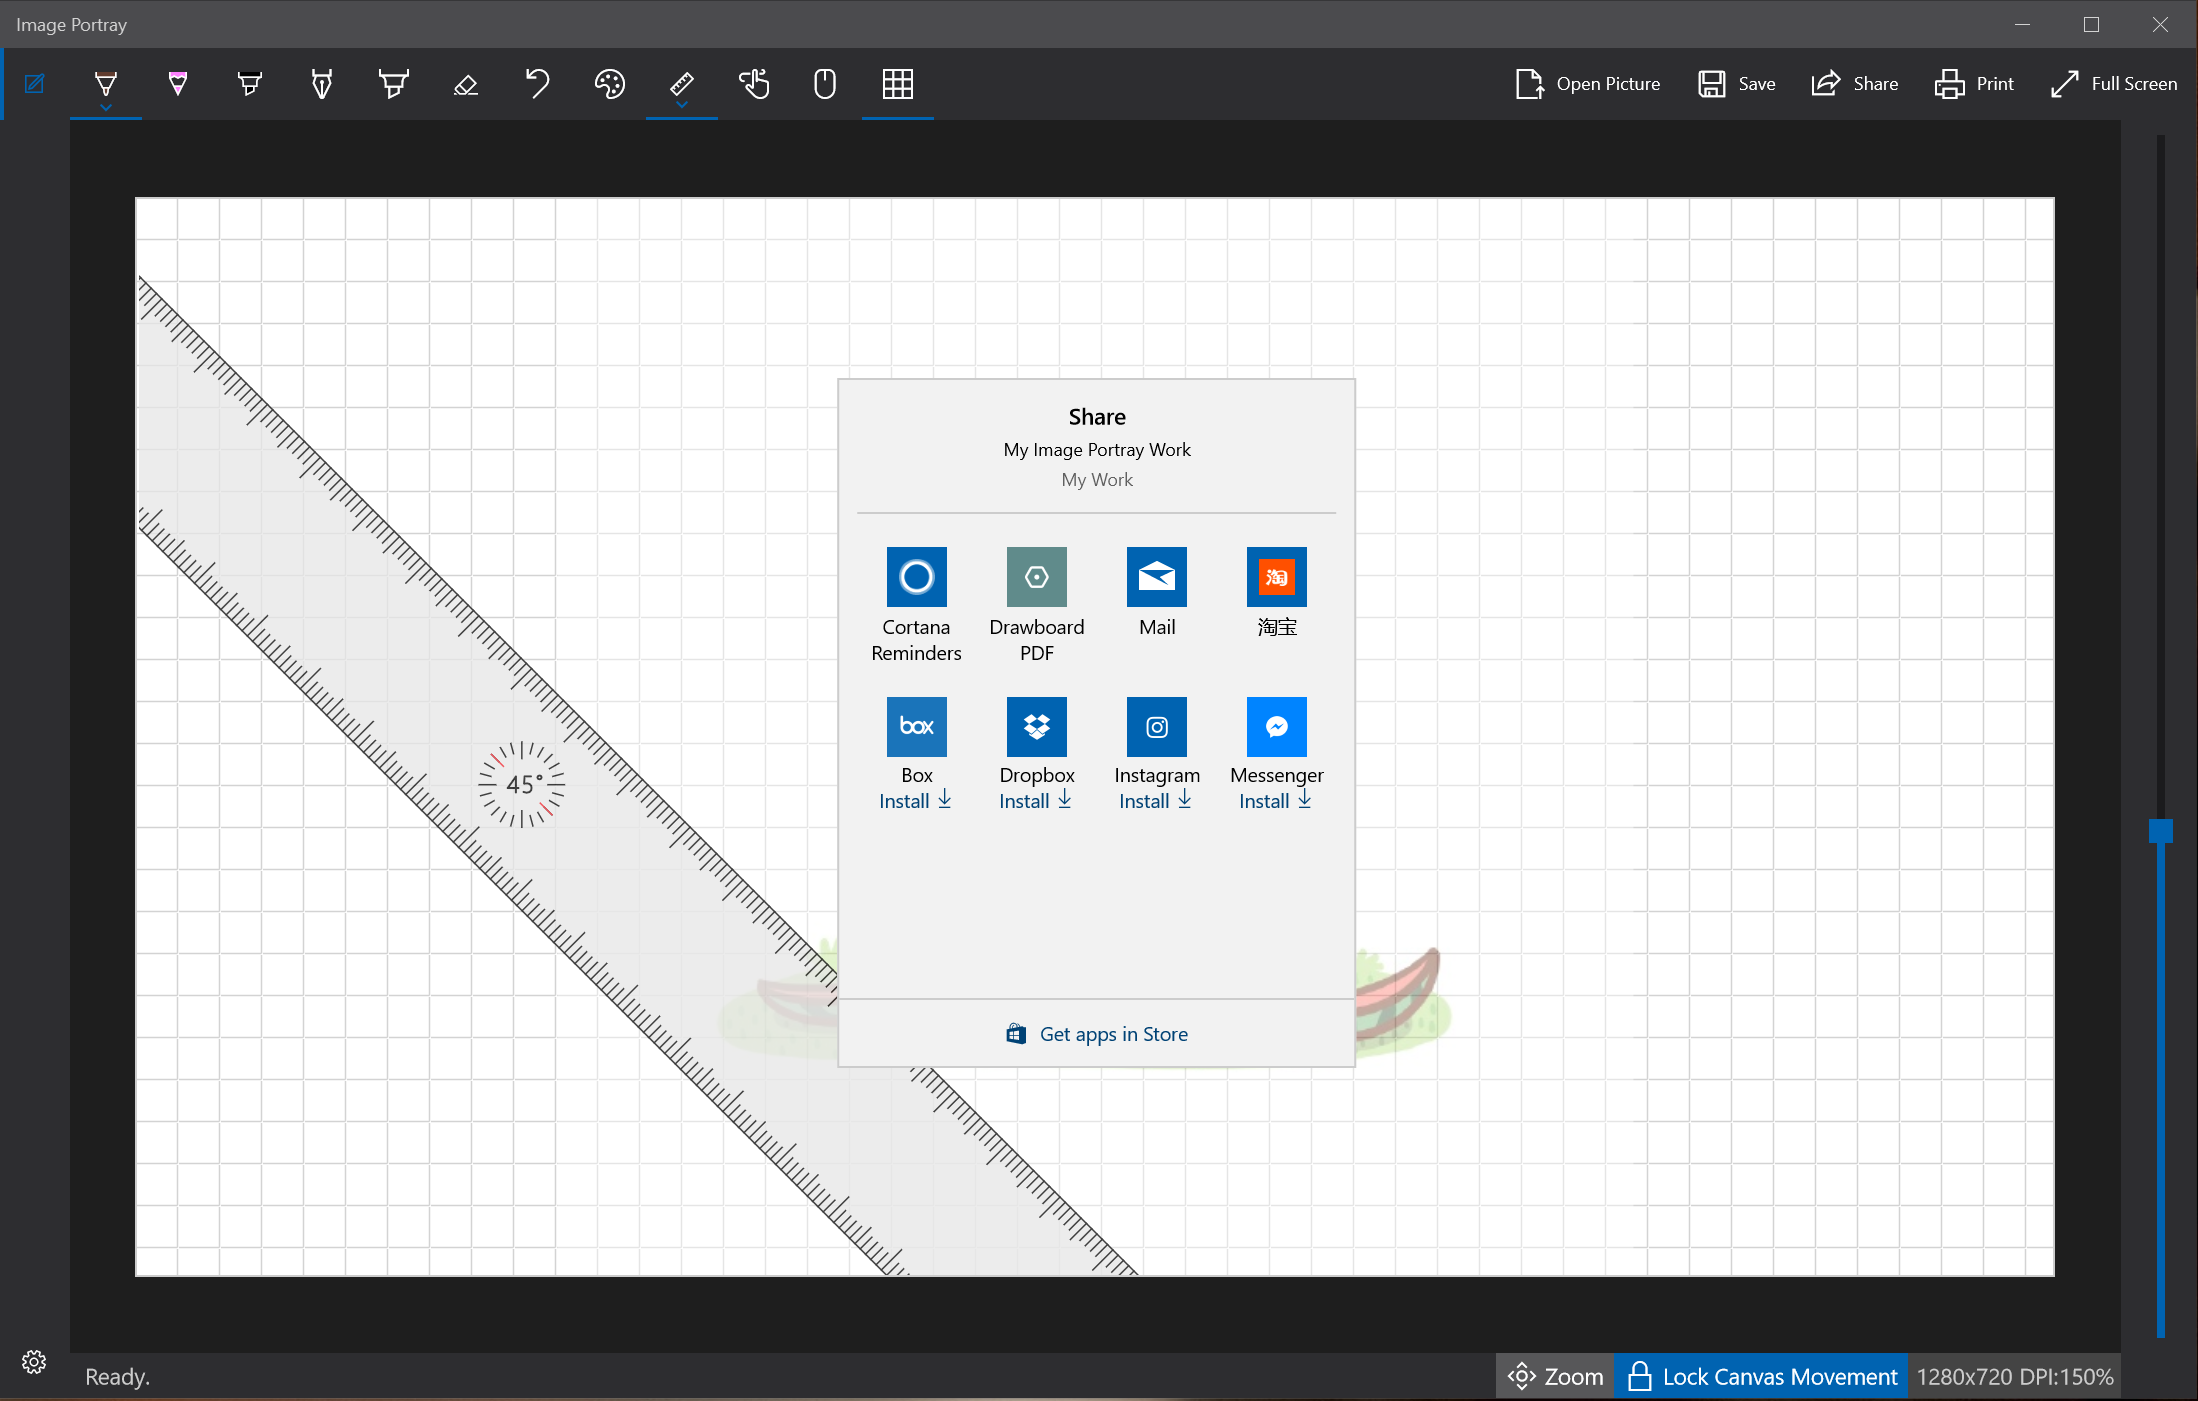 Image Portray
Open Picture Save Share Print Full Screen
Share
My Image Portray Work
My Work
Cortana Reminders
Drawboard PDF
Mail
淘宝
淘
box
Box
Install
Dropbox
Install
Instagram
Install
Messenger
Install
45°
Get apps in Store
Ready.
Zoom Lock Canvas Movement 1280x720 DPI:150%